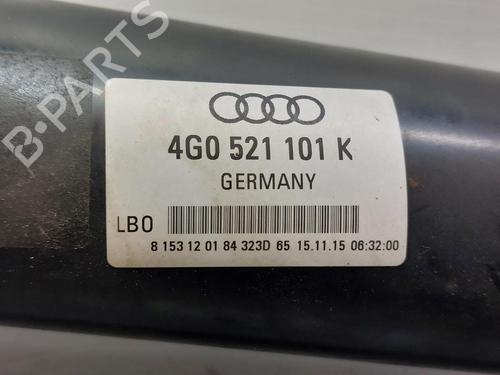 B-PARTS
4G0 521 101 K
GERMANY
LBO
8 153 12 01 84 323D 65 15.11.15 06:32:00